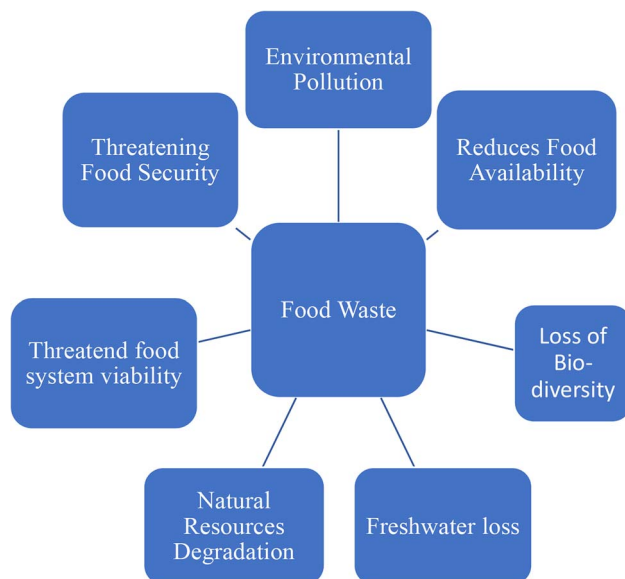 Environmental
Pollution
Threatening
Food Security
Reduces Food
Availability
Food Waste
Threatend food
system viability
Loss of
Bio-
diversity
Natural
Resources
Degradation
Freshwater loss